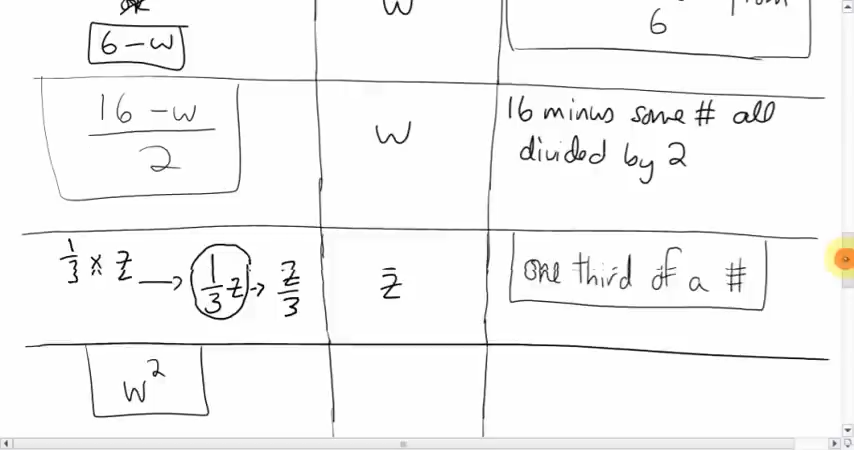 W
from
6
6 - w
16 - w
2
W
16 minus some # all
divided by 2
1/3 × z → 1/3 z → z/3
z
one third of a #
w²